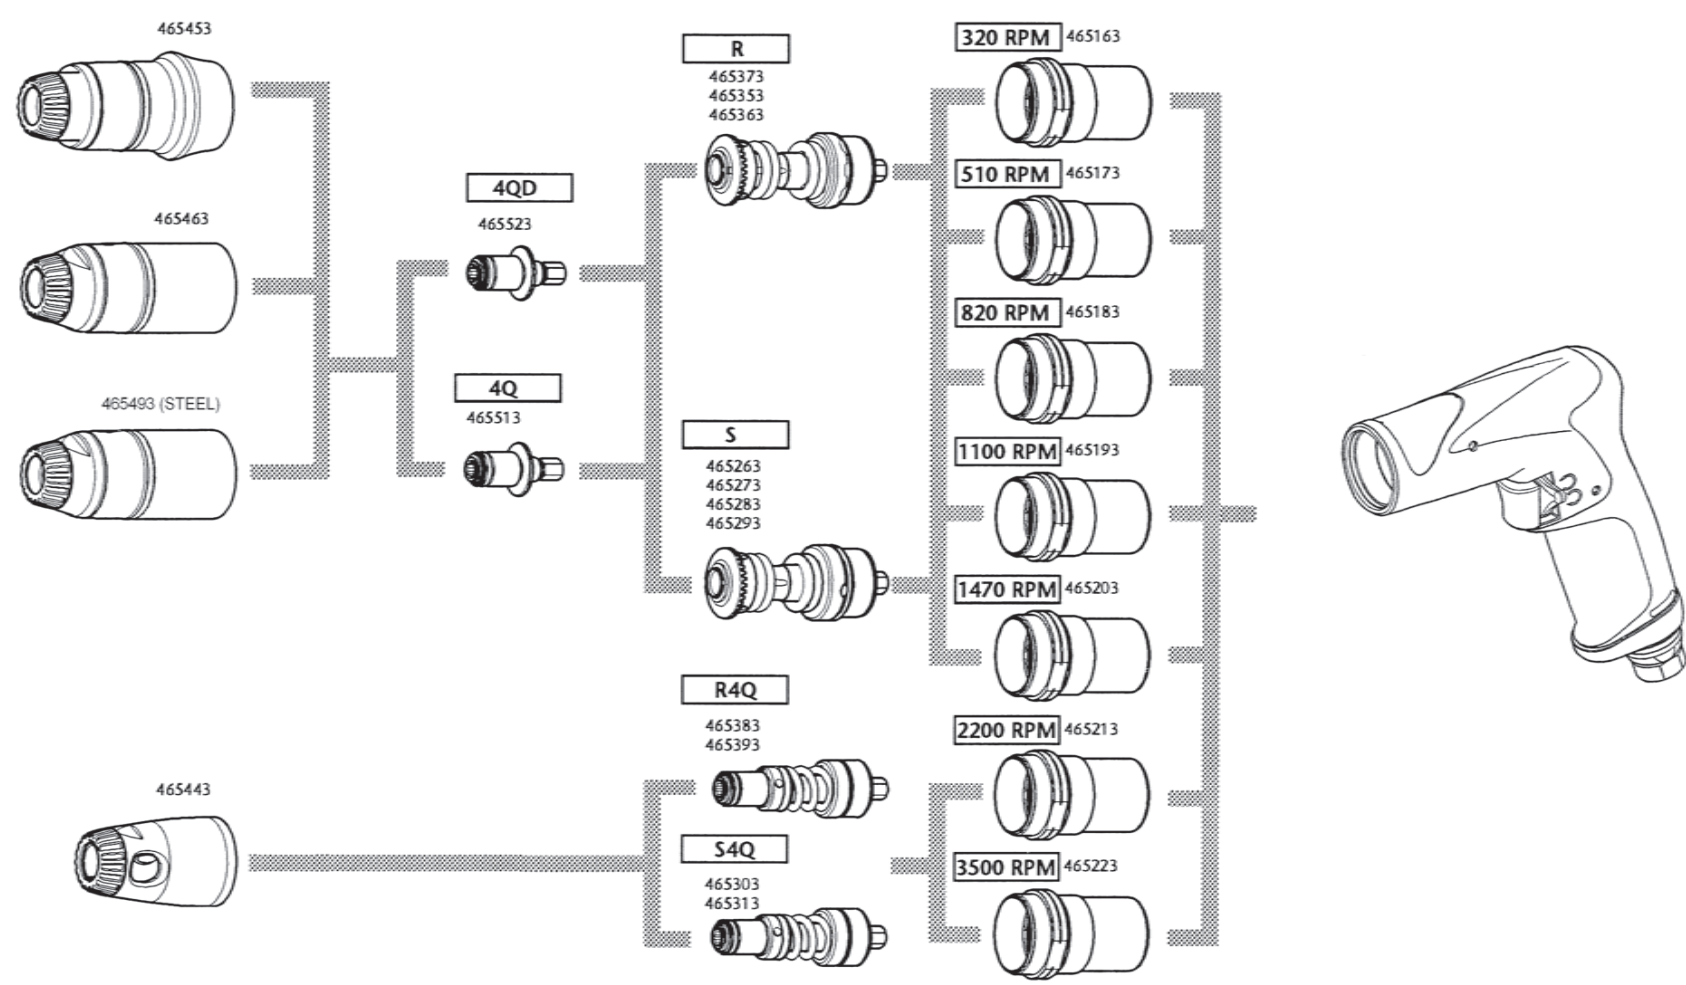 465453
465463
465493 (STEEL)
465443
4QD
465523
4Q
465513
R
465373
465353
465363
S
465263
465273
465283
465293
R4Q
465383
465393
S4Q
465303
465313
320 RPM 465163
510 RPM 465173
820 RPM 465183
1100 RPM 465193
1470 RPM 465203
2200 RPM 465213
3500 RPM 465223